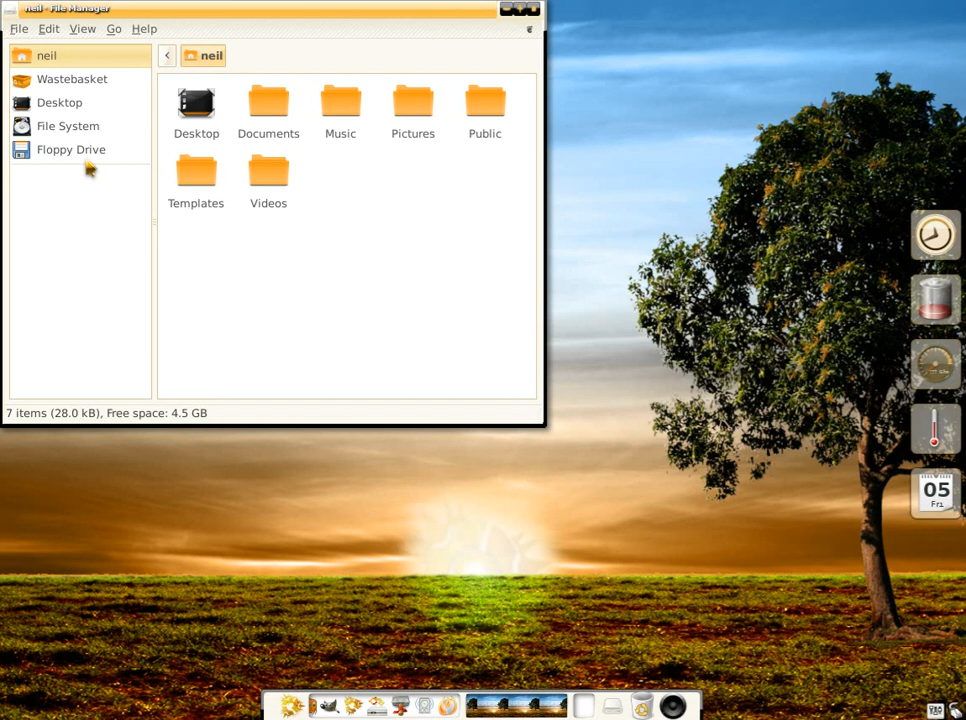 neil - File Manager
File Edit View Go Help
neil
Wastebasket
Desktop
File System
Floppy Drive
neil
Desktop
Documents
Music
Pictures
Public
Templates
Videos
7 items (28.0 kB), Free space: 4.5 GB
05
Fri